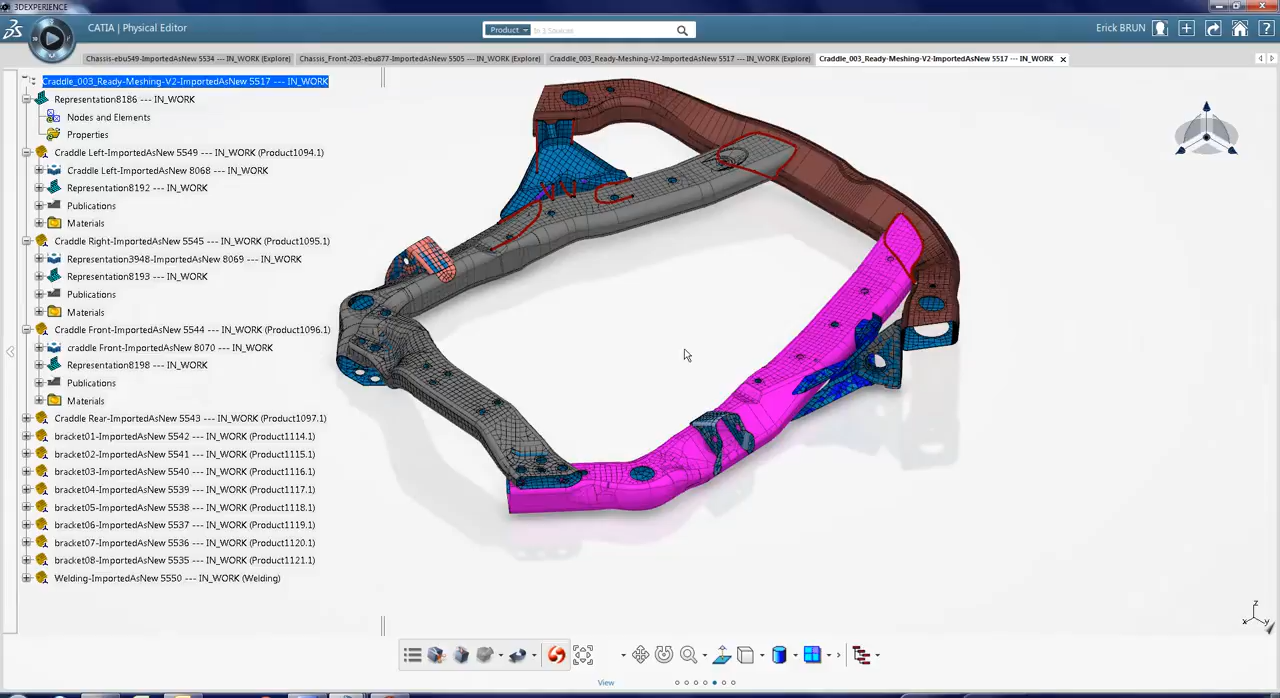 3DEXPERIENCE
CATIA | Physical Editor
Product
In 3 Sources
Erick BRUN
Chassis-ebu549-ImportedAsNew 5534 --- IN_WORK (Explore)
Chassis_Front-203-ebu877-ImportedAsNew 5505 --- IN_WORK (Explore)
Craddle_003_Ready-Meshing-V2-ImportedAsNew 5517 --- IN_WORK (Explore)
Craddle_003_Ready-Meshing-V2-ImportedAsNew 5517 --- IN_WORK
Craddle_003_Ready-Meshing-V2-ImportedAsNew 5517 --- IN_WORK
Representation8186 --- IN_WORK
Nodes and Elements
Properties
Craddle Left-ImportedAsNew 5549 --- IN_WORK (Product1094.1)
Craddle Left-ImportedAsNew 8068 --- IN_WORK
Representation8192 --- IN_WORK
Publications
Materials
Craddle Right-ImportedAsNew 5545 --- IN_WORK (Product1095.1)
Representation3948-ImportedAsNew 8069 --- IN_WORK
Representation8193 --- IN_WORK
Publications
Materials
Craddle Front-ImportedAsNew 5544 --- IN_WORK (Product1096.1)
craddle Front-ImportedAsNew 8070 --- IN_WORK
Representation8198 --- IN_WORK
Publications
Materials
Craddle Rear-ImportedAsNew 5543 --- IN_WORK (Product1097.1)
bracket01-ImportedAsNew 5542 --- IN_WORK (Product1114.1)
bracket02-ImportedAsNew 5541 --- IN_WORK (Product1115.1)
bracket03-ImportedAsNew 5540 --- IN_WORK (Product1116.1)
bracket04-ImportedAsNew 5539 --- IN_WORK (Product1117.1)
bracket05-ImportedAsNew 5538 --- IN_WORK (Product1118.1)
bracket06-ImportedAsNew 5537 --- IN_WORK (Product1119.1)
bracket07-ImportedAsNew 5536 --- IN_WORK (Product1120.1)
bracket08-ImportedAsNew 5535 --- IN_WORK (Product1121.1)
Welding-ImportedAsNew 5550 --- IN_WORK (Welding)
z
x
y
View